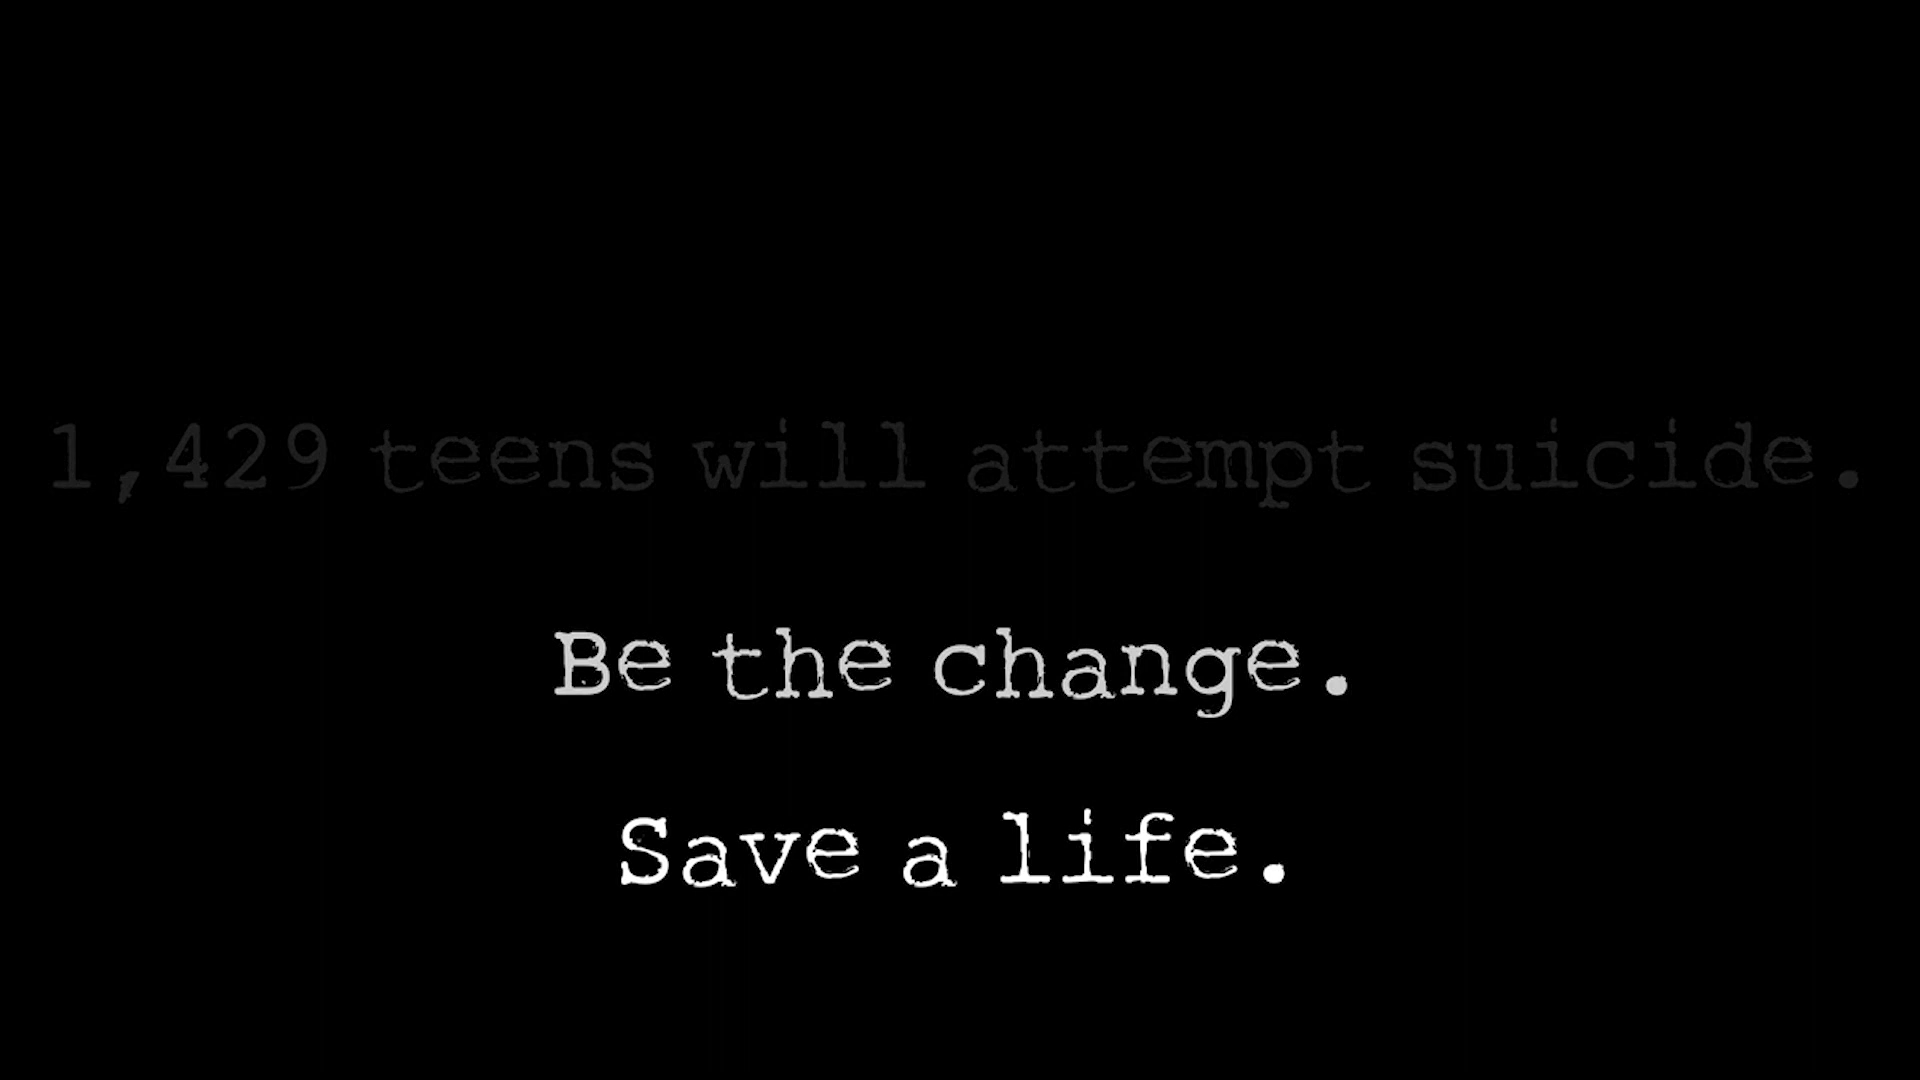 1,429 teens will attempt suicide.
Be the change.
Save a life.